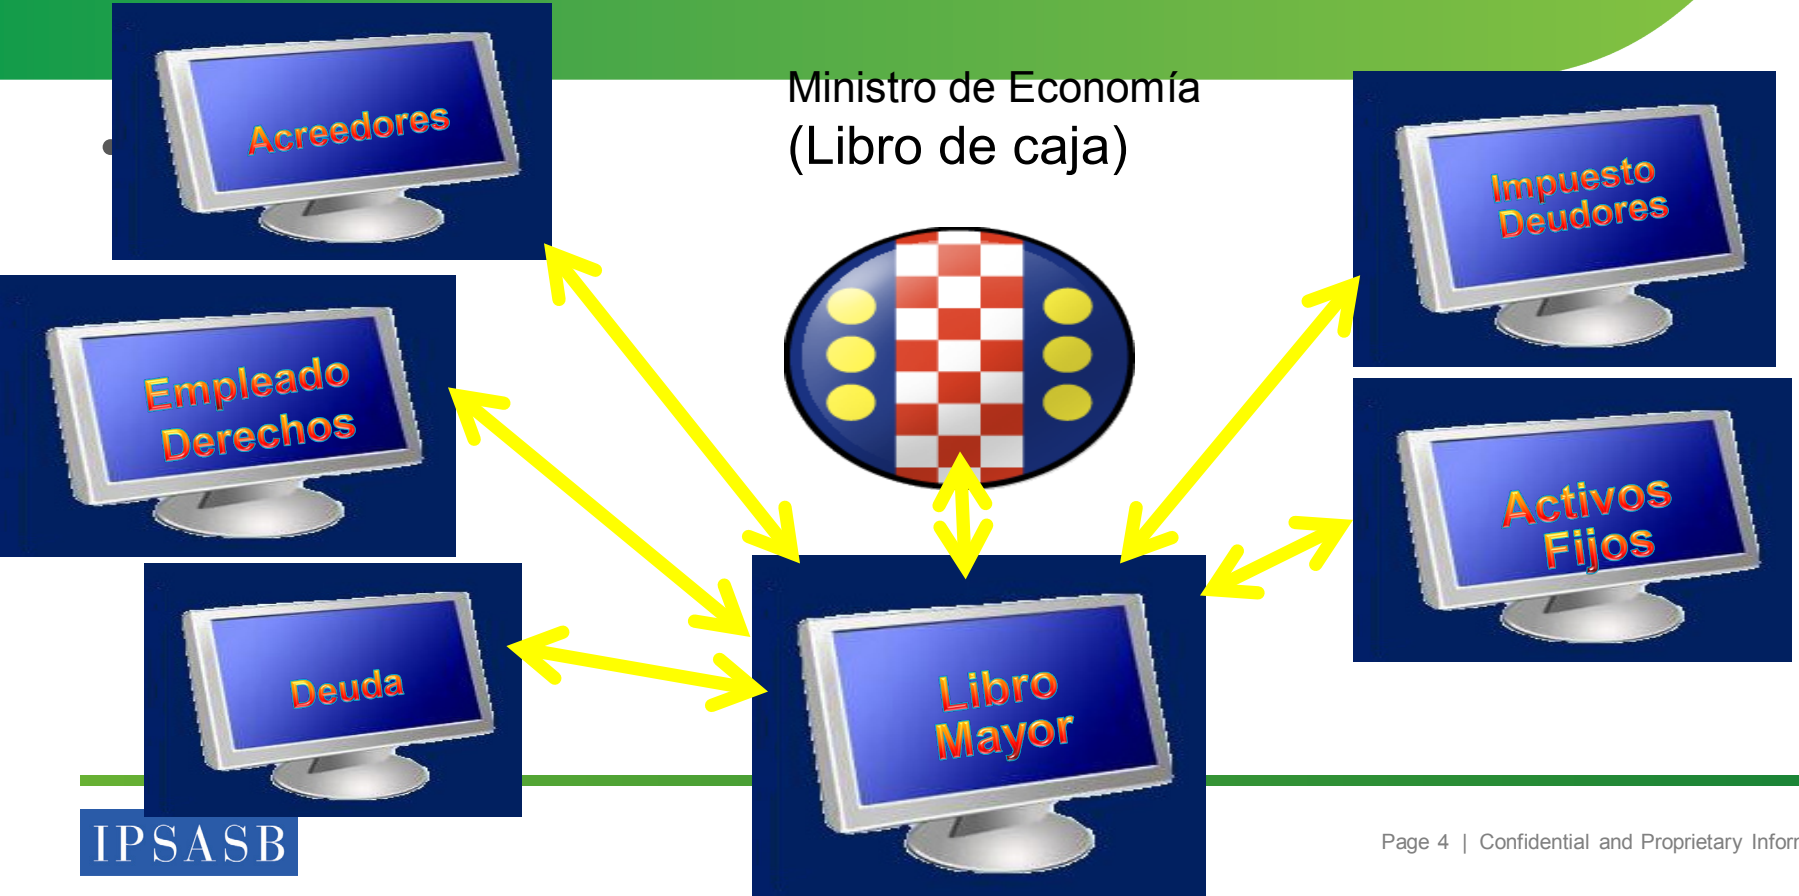 Acreedores
Ministro de Economía
(Libro de caja)
Impuesto
Deudores
Empleado
Derechos
Activos
Fijos
Deuda
Libro
Mayor
IPSASB
Page 4 | Confidential and Proprietary